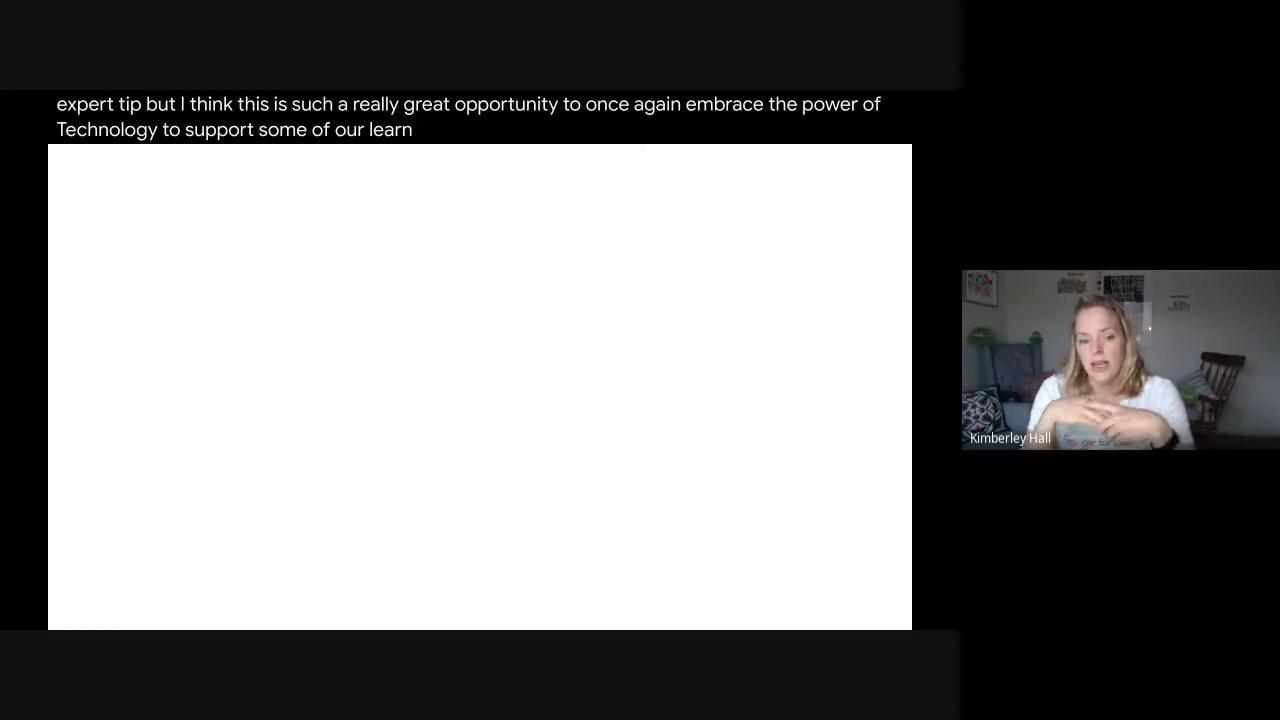 expert tip but I think this is such a really great opportunity to once again embrace the power of
Technology to support some of our learn
Kimberley Hall